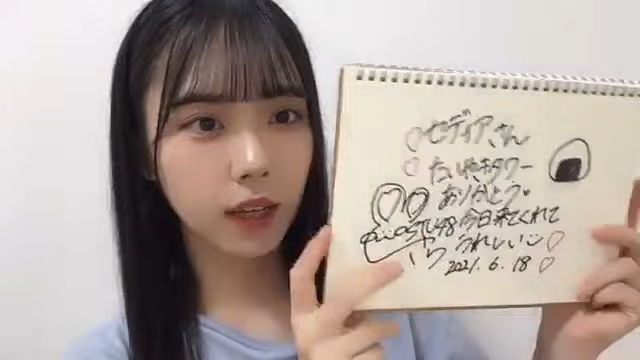 セディアさん
たいやきタワー
ありがとう
STU48 今日来てくれて
うれしい
2021.6.18